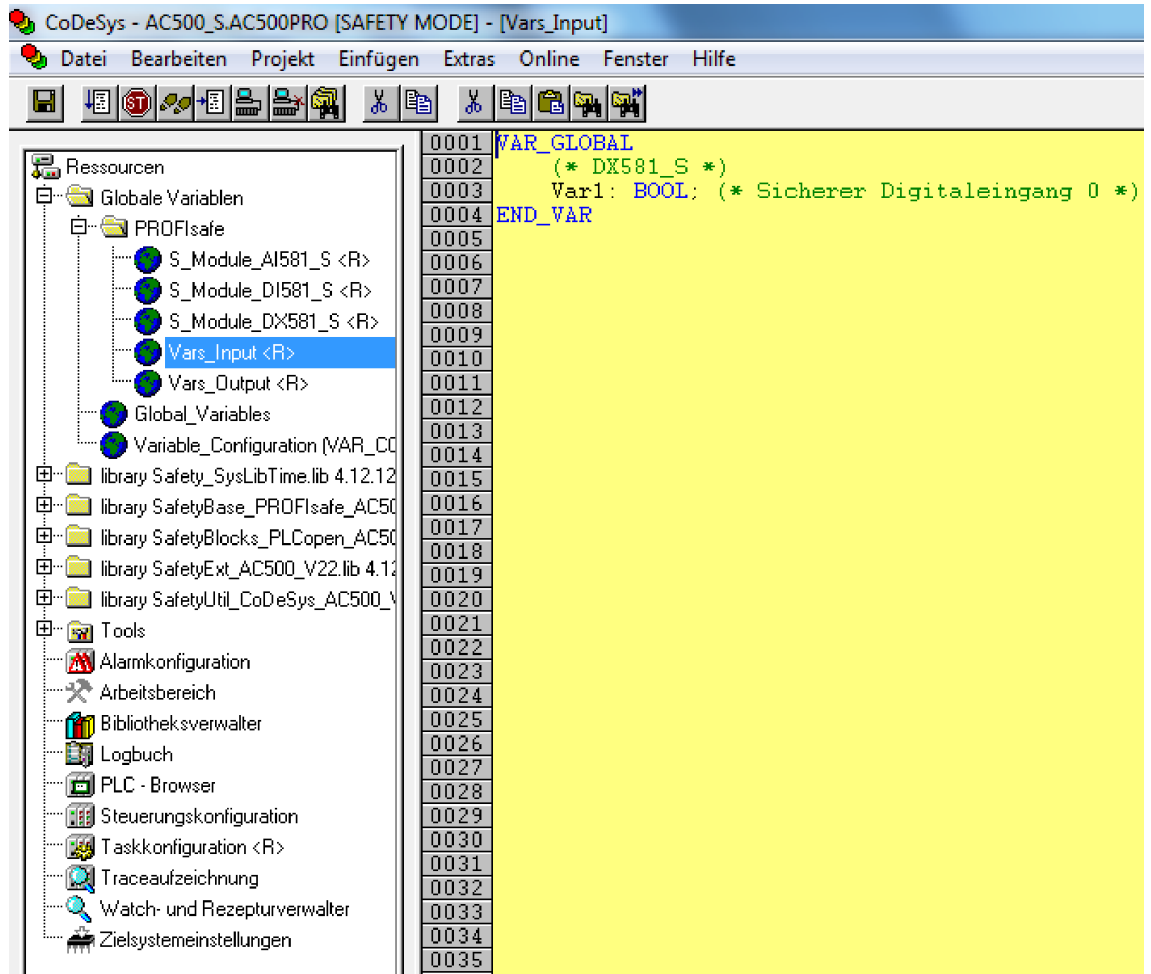 CoDeSys - AC500_S.AC500PRO [SAFETY MODE] - [Vars_Input]
Datei Bearbeiten Projekt Einfügen Extras Online Fenster Hilfe
ST
Ressourcen
Globale Variablen
PROFIsafe
S_Module_AI581_S <R>
S_Module_DI581_S <R>
S_Module_DX581_S <R>
Vars_Input <R>
Vars_Output <R>
Global_Variables
Variable_Configuration (VAR_CO
library Safety_SysLibTime.lib 4.12.12
library SafetyBase_PROFIsafe_AC50
library SafetyBlocks_PLCopen_AC50
library SafetyExt_AC500_V22.lib 4.12
library SafetyUtil_CoDeSys_AC500_V
Tools
Alarmkonfiguration
Arbeitsbereich
Bibliotheksverwalter
Logbuch
PLC - Browser
Steuerungskonfiguration
Taskkonfiguration <R>
Traceaufzeichnung
Watch- und Rezepturverwalter
Zielsystemeinstellungen
0001 VAR_GLOBAL
0002 (* DX581_S *)
0003 Var1: BOOL; (* Sicherer Digitaleingang 0 *)
0004 END_VAR
0005
0006
0007
0008
0009
0010
0011
0012
0013
0014
0015
0016
0017
0018
0019
0020
0021
0022
0023
0024
0025
0026
0027
0028
0029
0030
0031
0032
0033
0034
0035